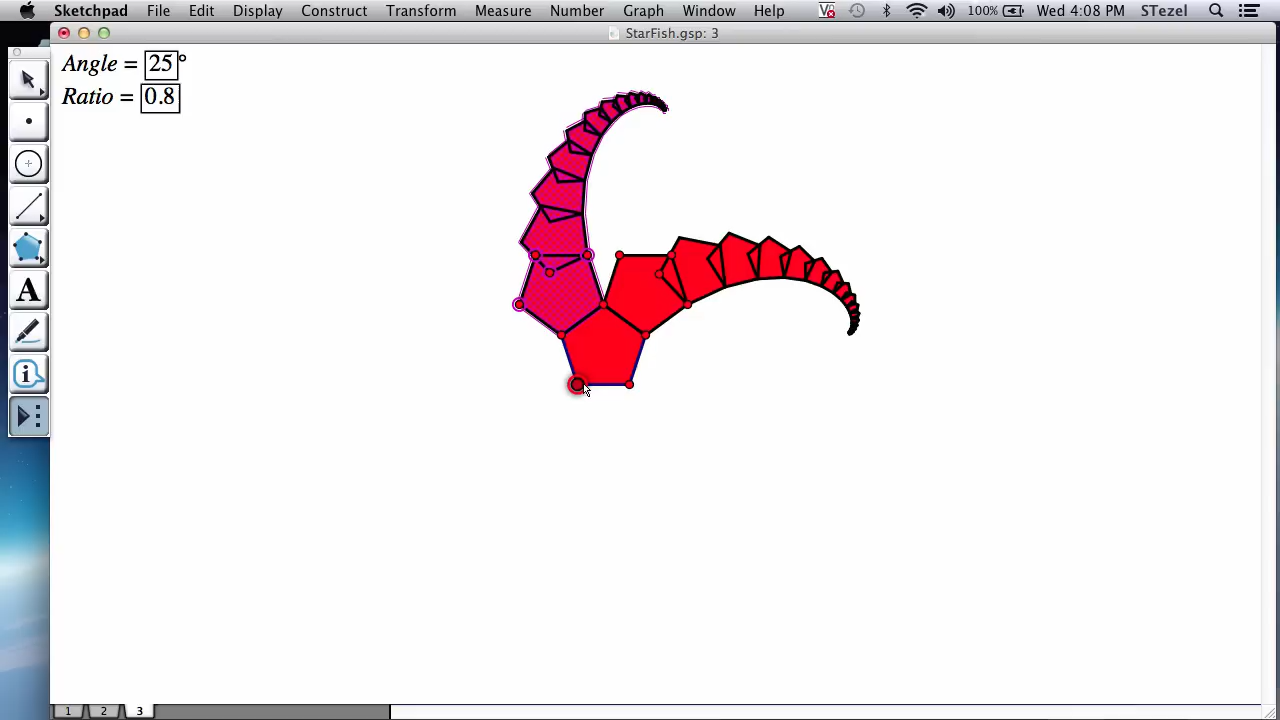 Sketchpad File Edit Display Construct Transform Measure Number Graph Window Help 100% Wed 4:08 PM STezel
StarFish.gsp: 3
Angle = 25°
Ratio = 0.8
A
i
1 2 3